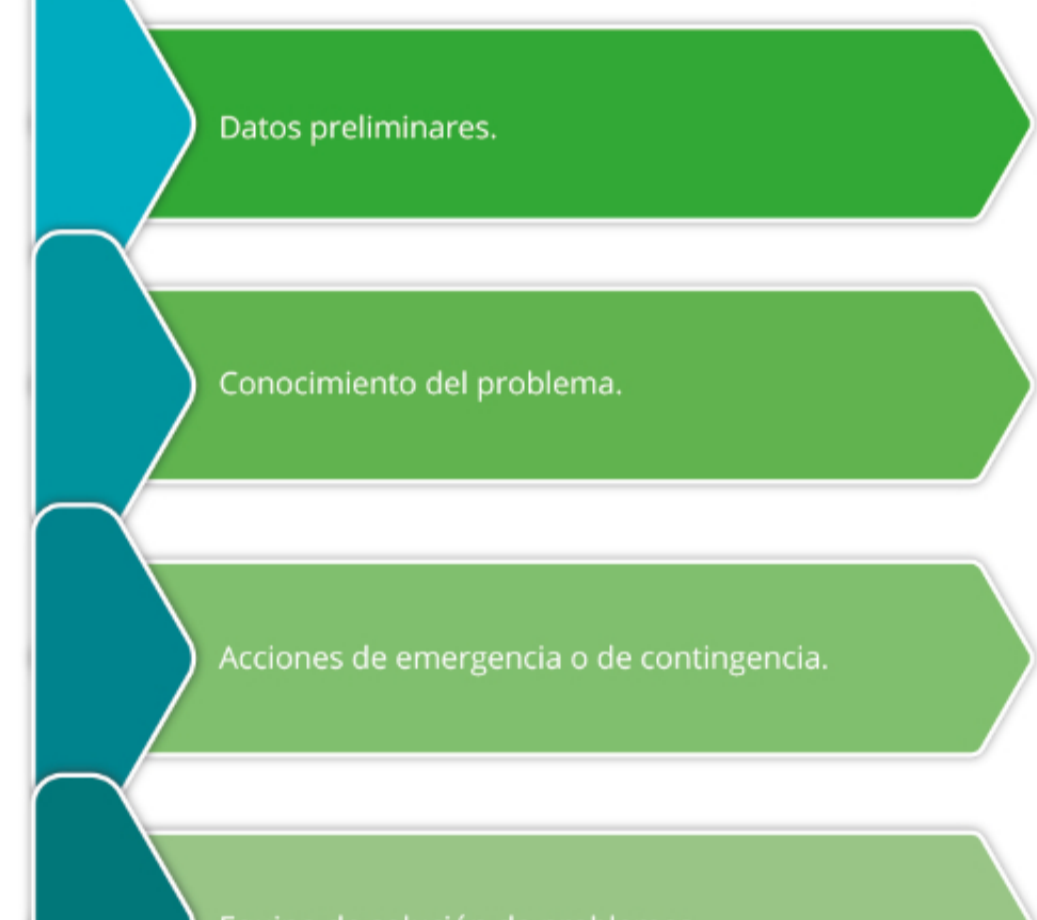 Datos preliminares.
Conocimiento del problema.
Acciones de emergencia o de contingencia.